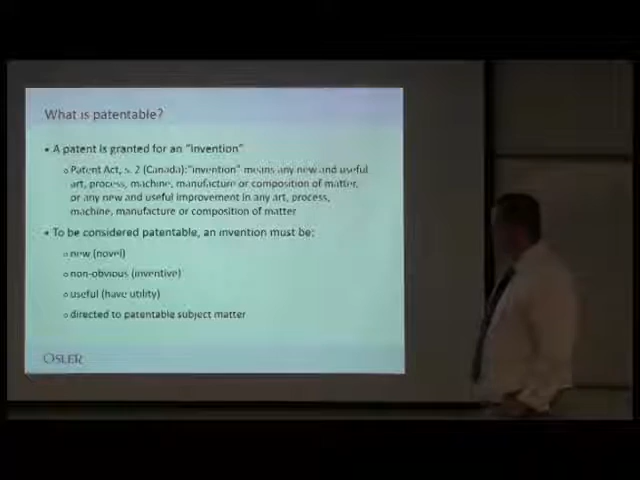 What is patentable?
• A patent is granted for an "invention"
o Patent Act, s. 2 (Canada):"invention" means any new and useful
art, process, machine, manufacture or composition of matter,
or any new and useful improvement in any art, process,
machine, manufacture or composition of matter
• To be considered patentable, an invention must be:
o new (novel)
o non-obvious (inventive)
o useful (have utility)
o directed to patentable subject matter
OSLER